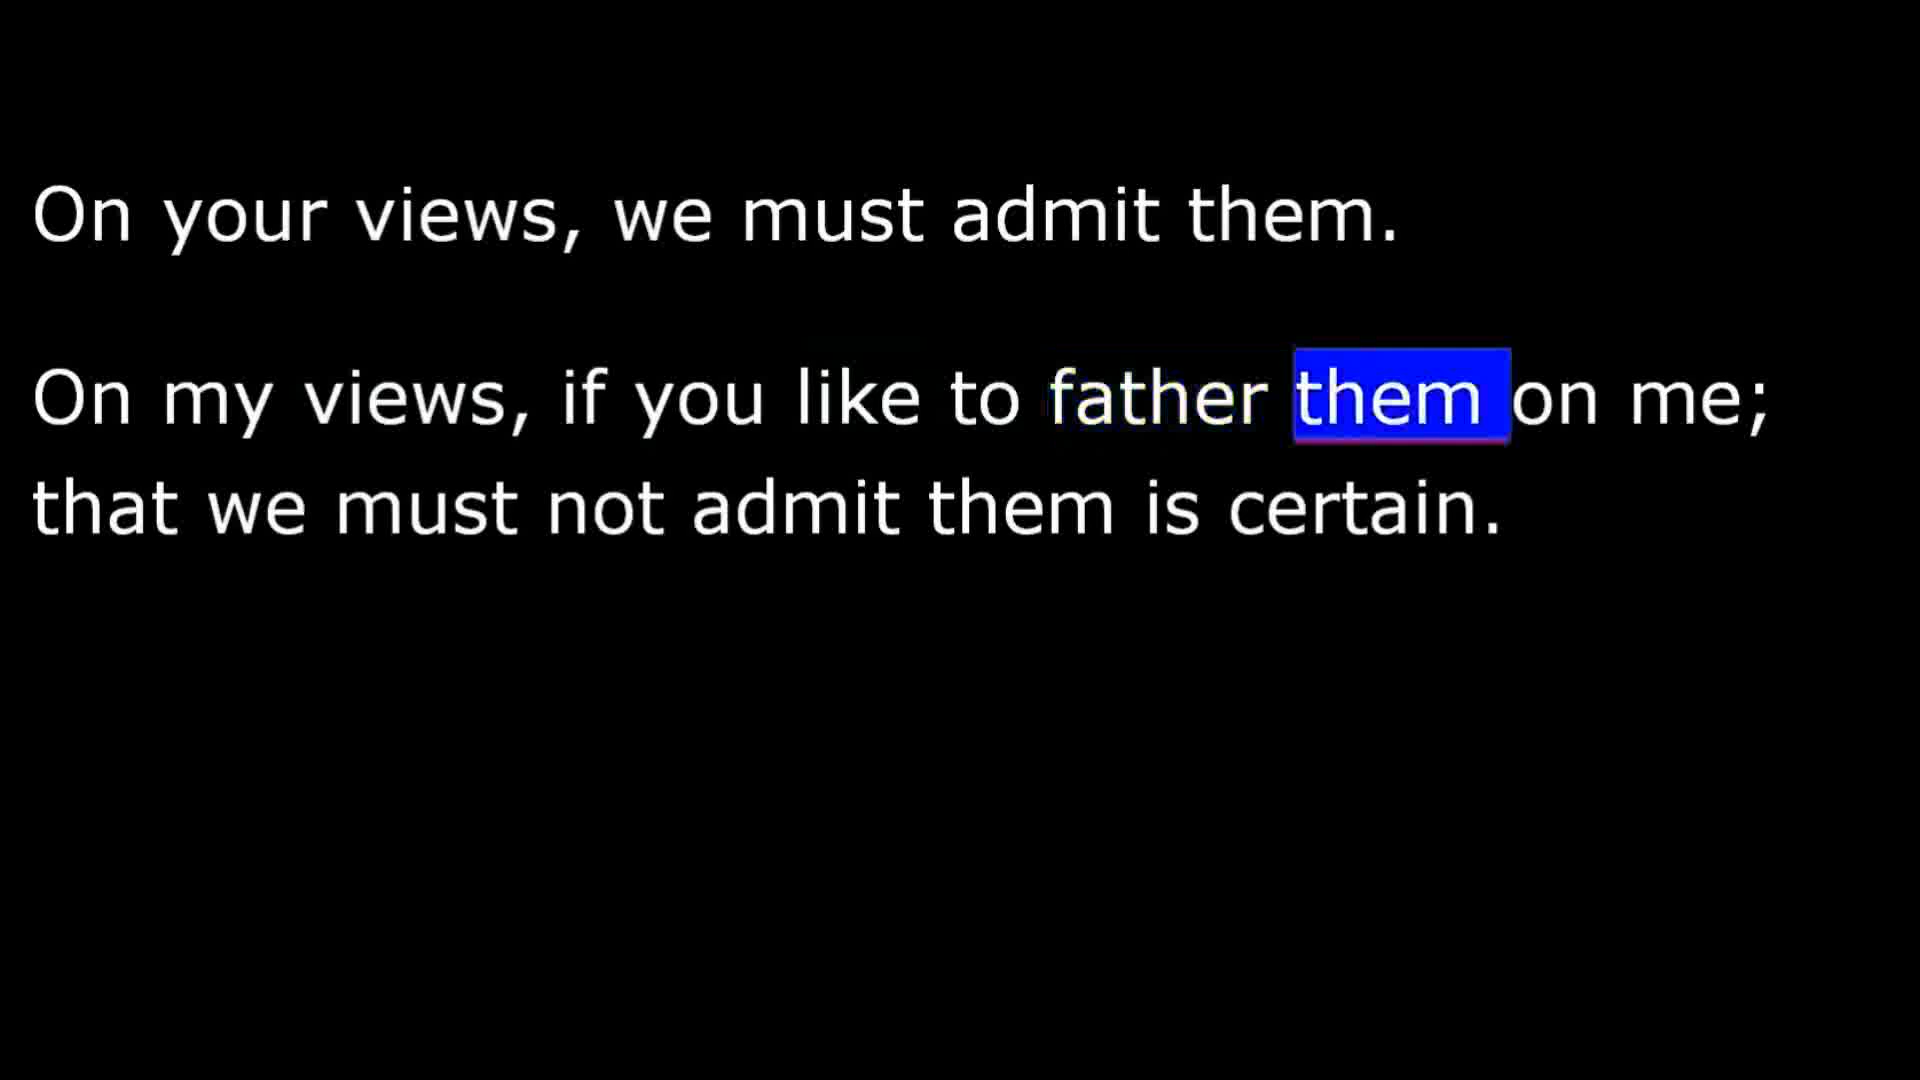 On your views, we must admit them.
On my views, if you like to father them on me;
that we must not admit them is certain.